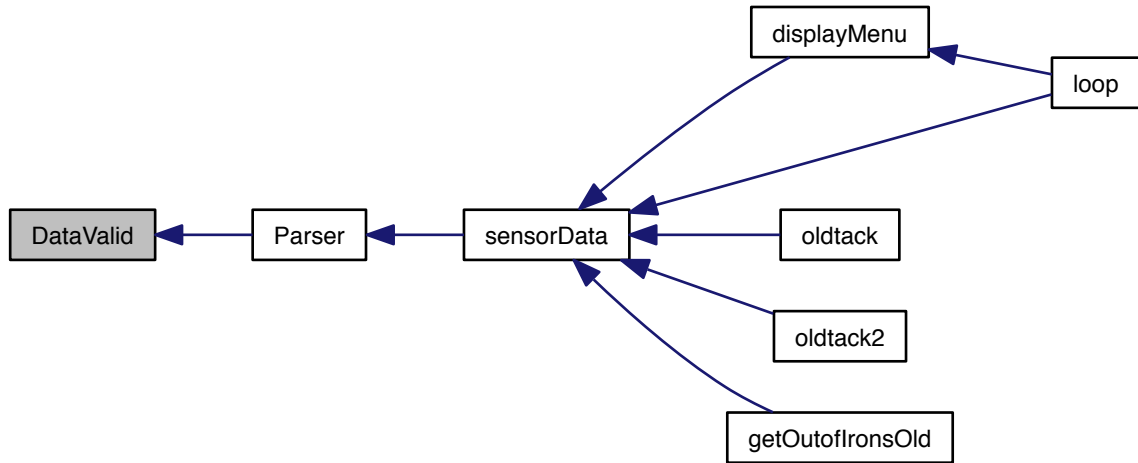 displayMenu
loop
DataValid
Parser
sensorData
oldtack
oldtack2
getOutofIronsOld